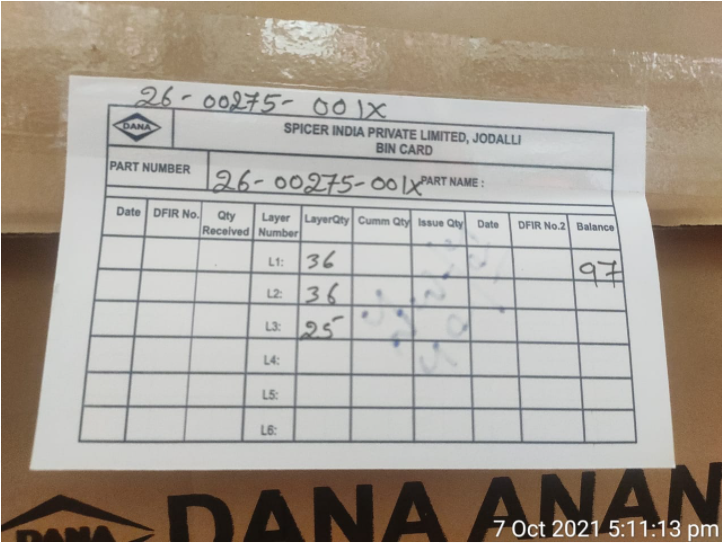 26-00275-001X
DANA
SPICER INDIA PRIVATE LIMITED, JODALLI
BIN CARD
PART NUMBER 26-00275-001X PART NAME :
Date DFIR No. Qty Received Layer Number LayerQty Cumm Qty Issue Qty Date DFIR No.2 Balance
L1: 36 97
L2: 36
L3: 25
L4:
L5:
L6:
DANA DANA ANAN
7 Oct 2021 5:11:13 pm